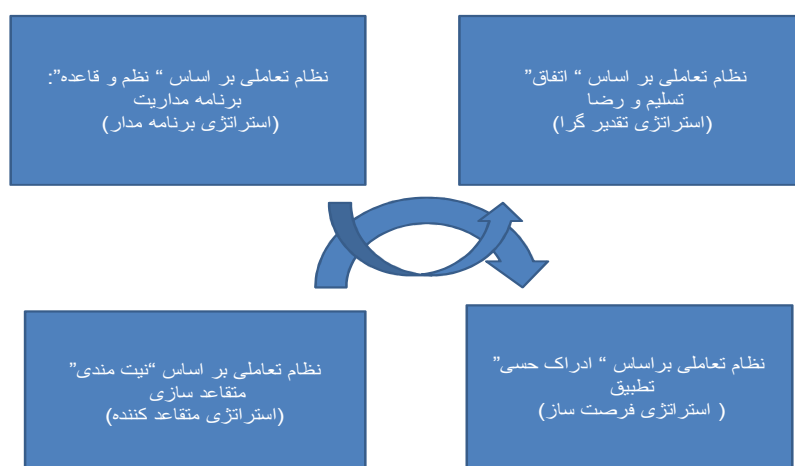 نظام تعاملی بر اساس “ اتفاق”
تسلیم و رضا
(استراتژی تقدیر گرا)
نظام تعاملی بر اساس “ نظم و قاعده”:
برنامه مداریت
(استراتژی برنامه مدار)
نظام تعاملی براساس “ ادراک حسی”
تطبیق
( استراتژی فرصت ساز)
نظام تعاملی بر اساس “نیت مندی”
متقاعد سازی
(استراتژی متقاعد کننده)